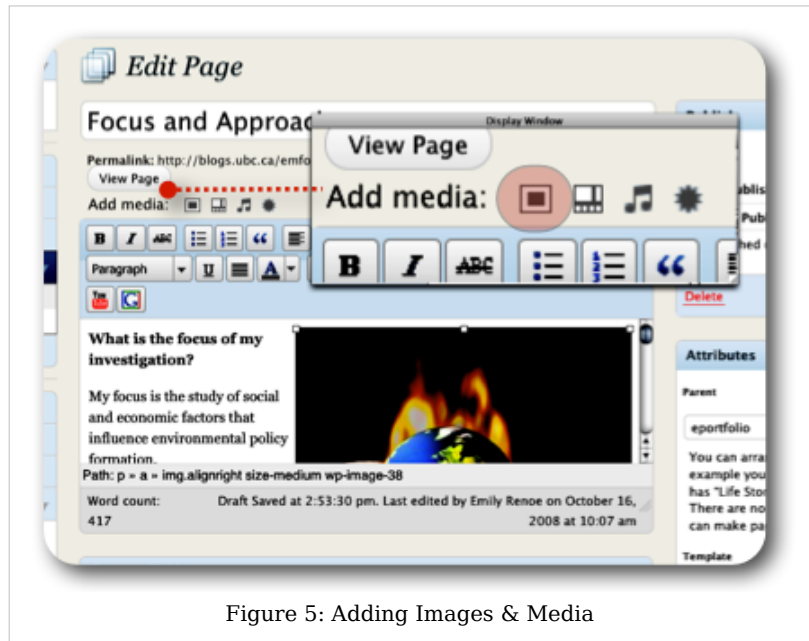 Edit Page
Focus and Approac
Permalink: http://blogs.ubc.ca/emfo
View Page
Add media:
B I ABC
Paragraph U A
You
Display Window
View Page
Add media:
B I ABC
What is the focus of my
investigation?
My focus is the study of social
and economic factors that
influence environmental policy
formation.
Path: p » a » img.alignright size-medium wp-image-38
Word count:
417
Draft Saved at 2:53:30 pm. Last edited by Emily Renoe on October 16,
2008 at 10:07 am
Delete
Attributes
Parent
eportfolio
You can arra
example you
has "Life Stor
There are no
can make pa
Template
Figure 5: Adding Images & Media